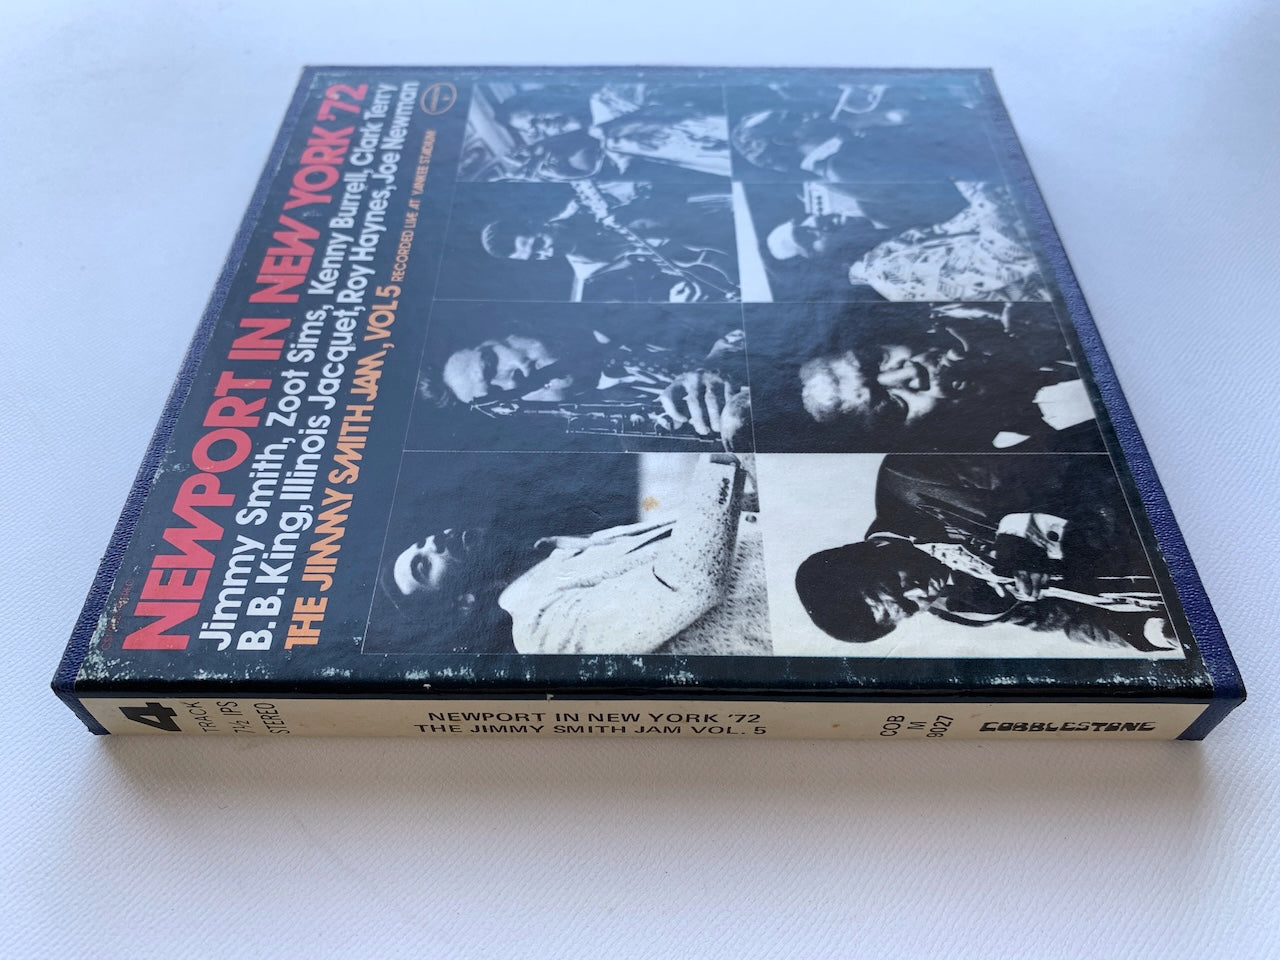 NEWPORT IN NEW YORK '72
Jimmy Smith, Zoot Sims, Kenny Burrell, Clark Terry
B.B.King, Illinois Jacquet, Roy Haynes, Joe Newman
THE JIMMY SMITH JAM, VOL 5 RECORDED LIVE AT YANKEE STADIUM
4
TRACK
7½ IPS
STEREO
NEWPORT IN NEW YORK '72
THE JIMMY SMITH JAM VOL. 5
COB
M
9027
COBBLESTONE